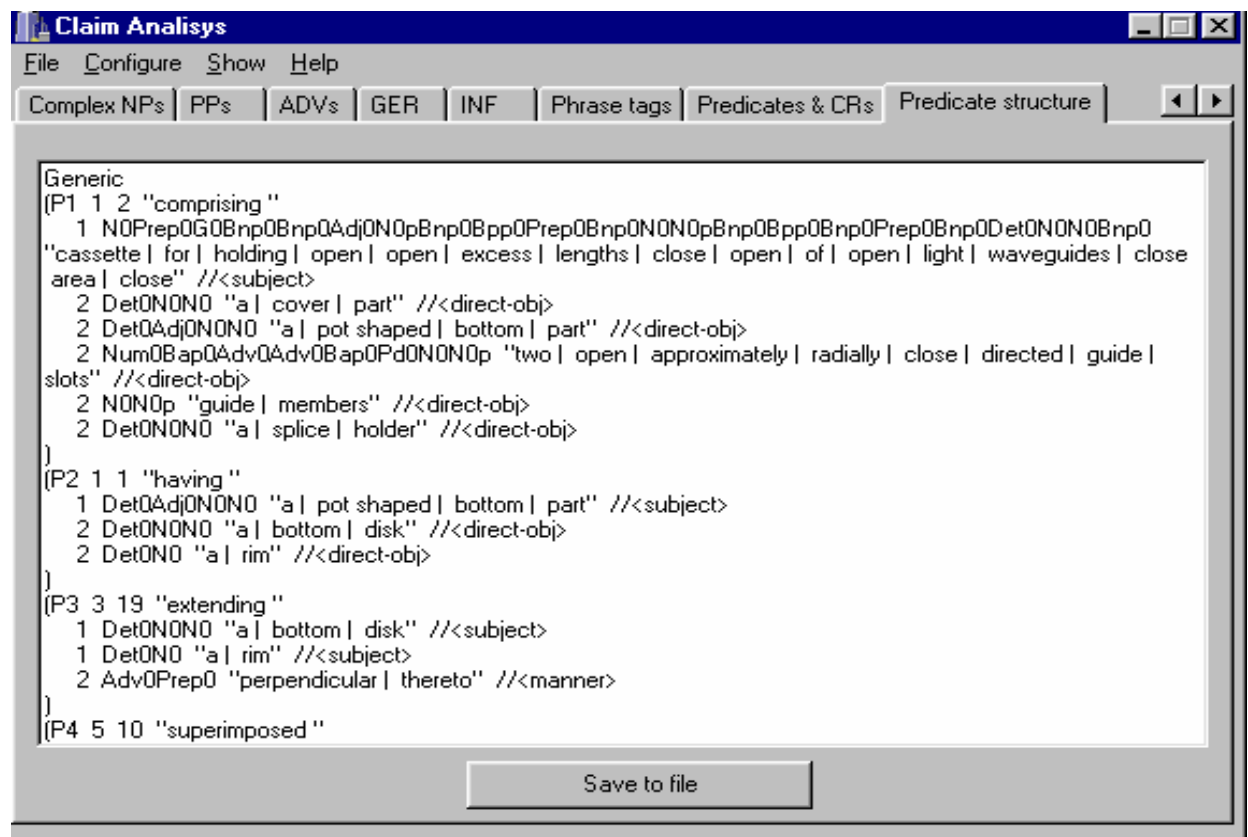 Claim Analisys
File Configure Show Help
Complex NPs PPs ADVs GER INF Phrase tags Predicates & CRs Predicate structure
Generic
(P1 1 2 "comprising "
1 N0Prep0G0Bnp0Bnp0Adj0N0pBnp0Bpp0Prep0Bnp0N0N0pBnp0Bpp0Bnp0Prep0Bnp0Det0N0N0Bnp0
"cassette | for | holding | open | open | excess | lengths | close | open | of | open | light | waveguides | close
area | close" //<subject>
2 Det0N0N0 "a | cover | part" //<direct-obj>
2 Det0Adj0N0N0 "a | pot shaped | bottom | part" //<direct-obj>
2 Num0Bap0Adv0Adv0Bap0Pd0N0N0p "two | open | approximately | radially | close | directed | guide |
slots" //<direct-obj>
2 N0N0p "guide | members" //<direct-obj>
2 Det0N0N0 "a | splice | holder" //<direct-obj>
)
(P2 1 1 "having "
1 Det0Adj0N0N0 "a | pot shaped | bottom | part" //<subject>
2 Det0N0N0 "a | bottom | disk" //<direct-obj>
2 Det0N0 "a | rim" //<direct-obj>
)
(P3 3 19 "extending "
1 Det0N0N0 "a | bottom | disk" //<subject>
1 Det0N0 "a | rim" //<subject>
2 Adv0Prep0 "perpendicular | thereto" //<manner>
)
(P4 5 10 "superimposed "
Save to file